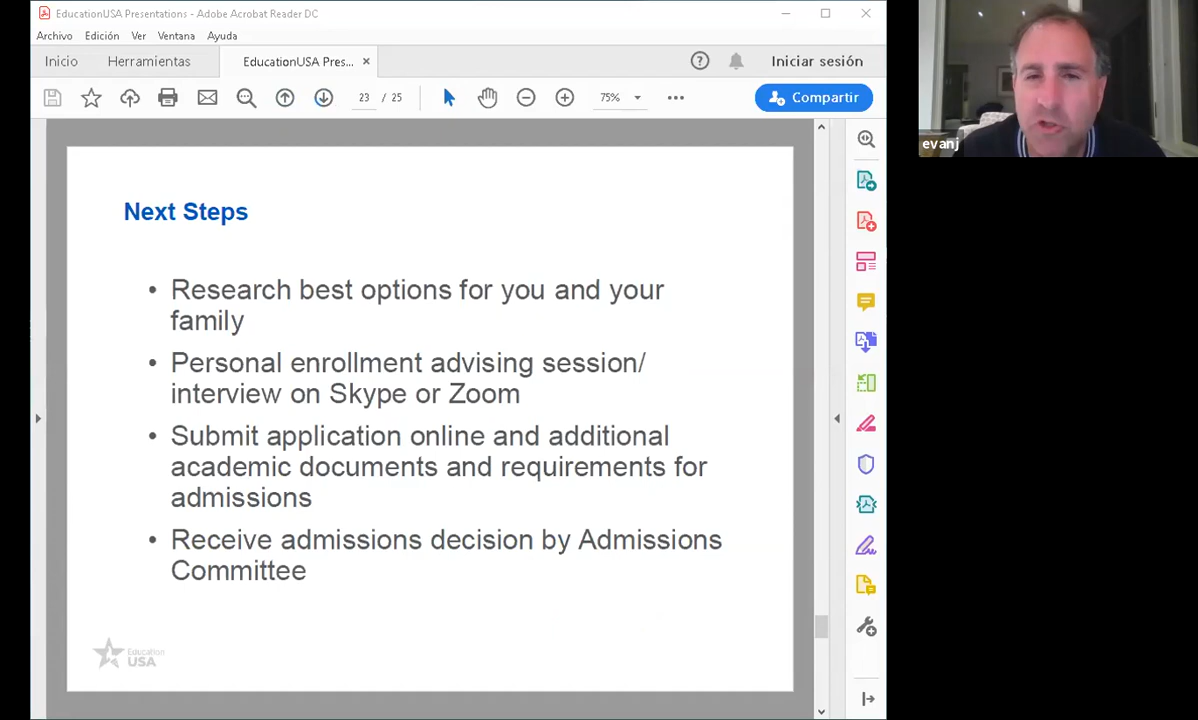 EducationUSA Presentations - Adobe Acrobat Reader DC
Archivo Edición Ver Ventana Ayuda
Inicio Herramientas EducationUSA Pres... × Iniciar sesión
23 / 25 75% Compartir
evanj
Next Steps
• Research best options for you and your
family
• Personal enrollment advising session/
interview on Skype or Zoom
• Submit application online and additional
academic documents and requirements for
admissions
• Receive admissions decision by Admissions
Committee
Education
USA